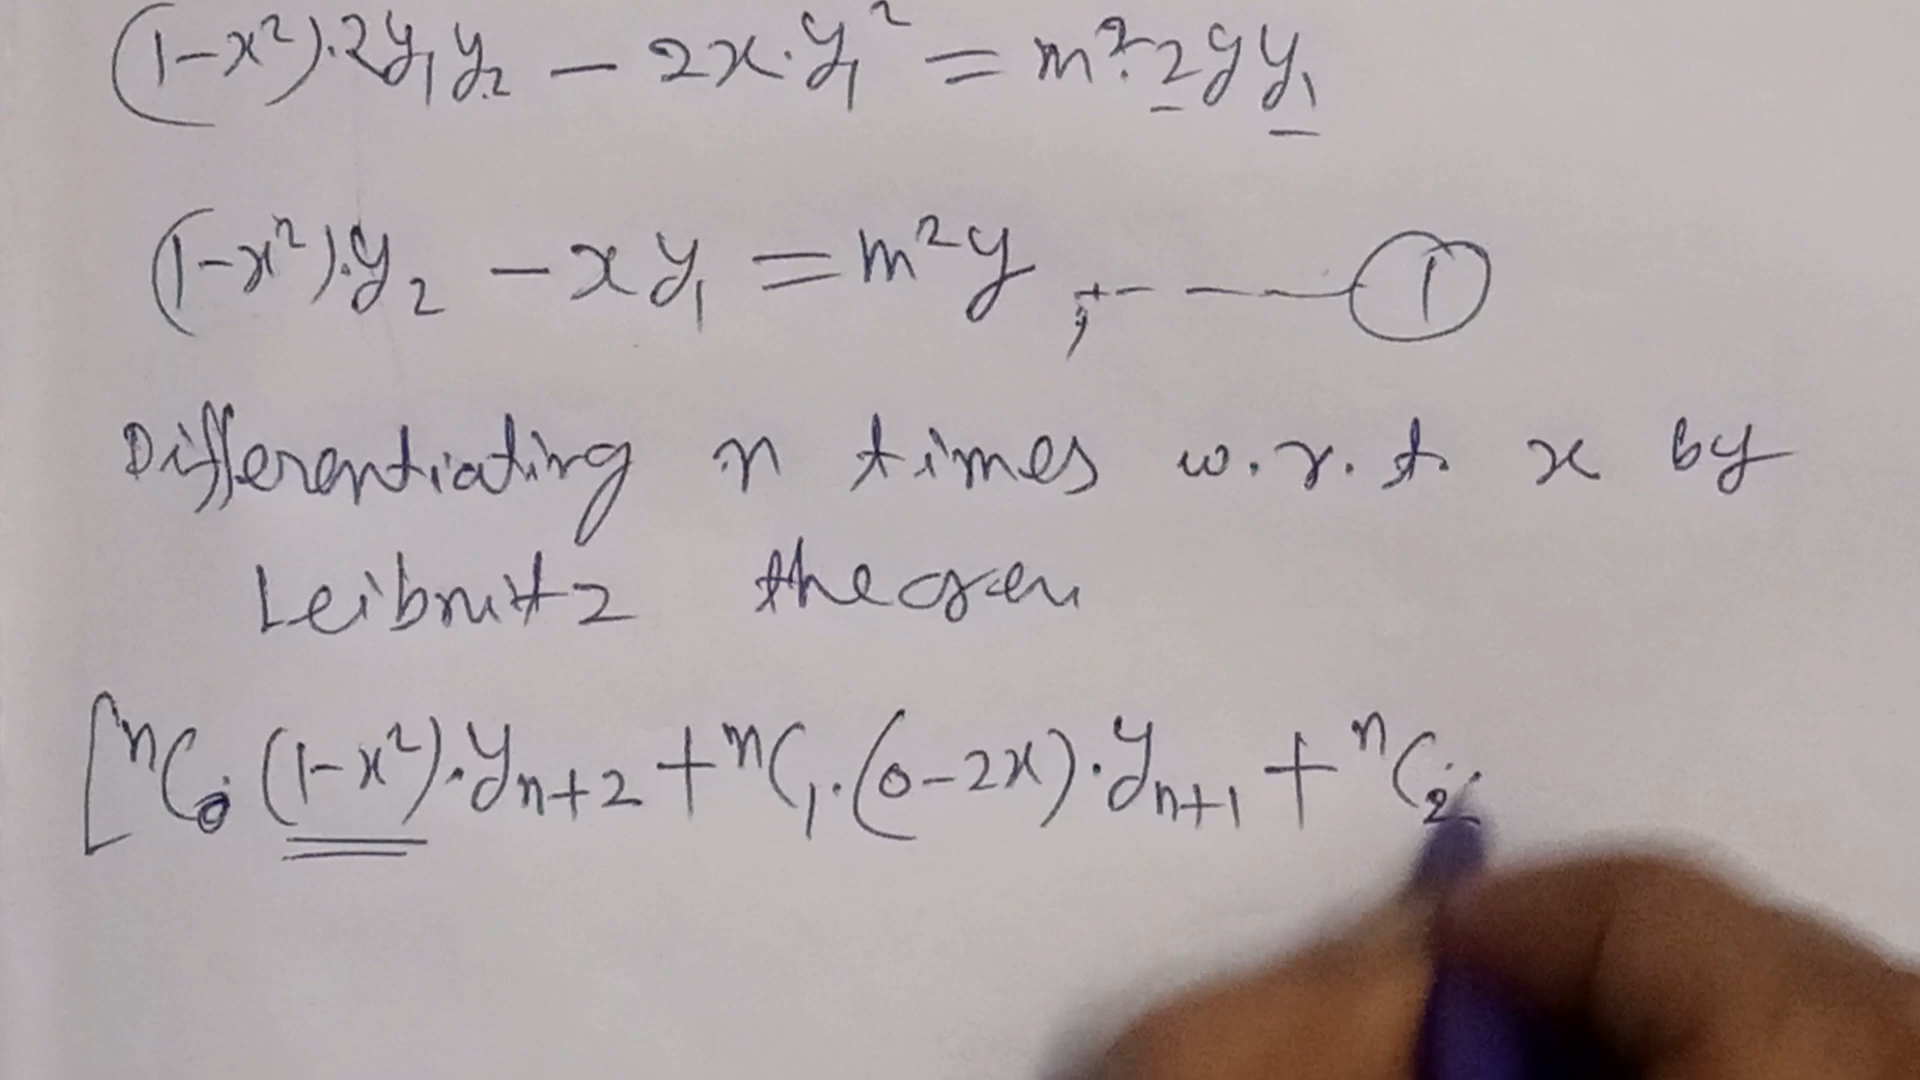 (1-x²).2y₁y₂ - 2x.y₁² = m².2yy₁
(1-x²).y₂ - xy₁ = m²y, ------ ①
Differentiating n times w.r.t. x by
Leibnitz theorem
[ⁿC₀ (1-x²).yₙ₊₂ + ⁿC₁.(0-2x).yₙ₊₁ + ⁿC₂